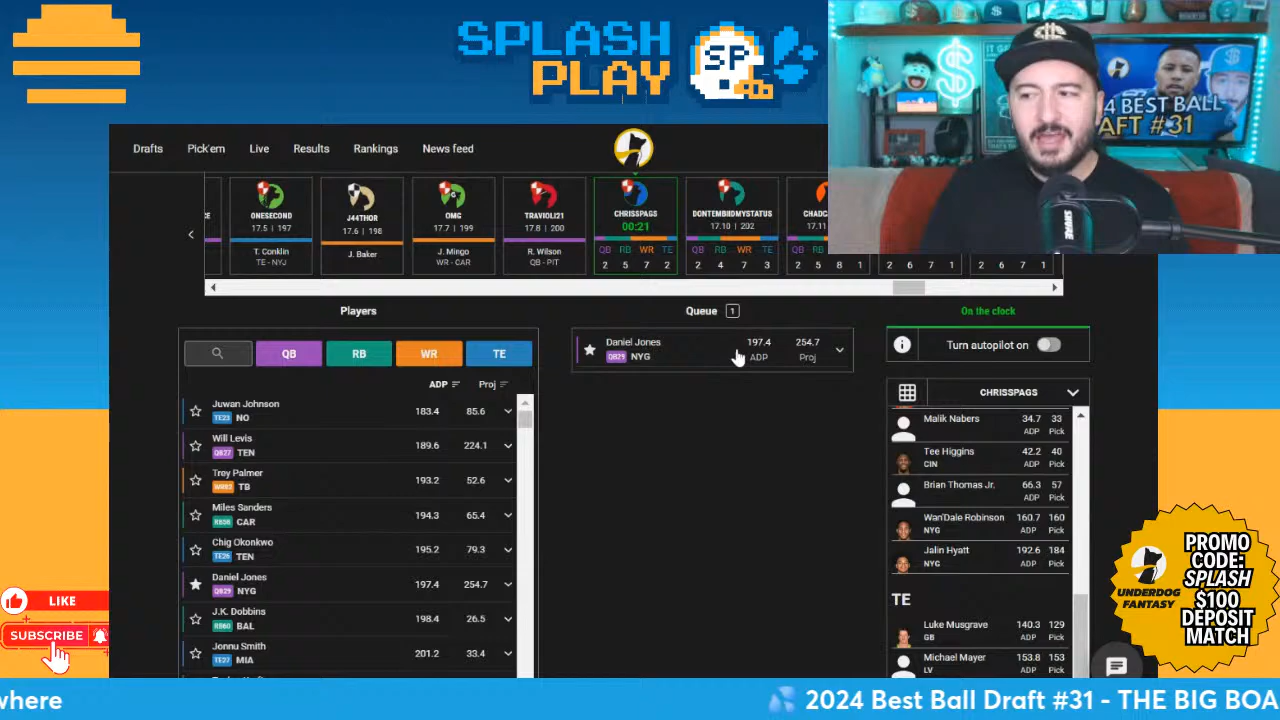 SPLASH
PLAY
SP
4 BEST BALL
AFT #31
Drafts
Pick'em
Live
Results
Rankings
News feed
ONESECOND
17.5 | 197
T. Conklin
TE - NYJ
J44THOR
17.6 | 198
J. Baker
OMG
17.7 | 199
J. Mingo
WR - CAR
TRAVIOLI21
17.8 | 200
R. Wilson
QB - PIT
CHRISSPAGS
00:21
QB RB WR TE
2 5 7 2
DONTEMBIIDMYSTATUS
17.10 | 202
QB RB WR TE
2 4 7 3
CHADG
17.11
2 5 8 1
2 6 7 1
2 6 7 1
Players
QB
RB
WR
TE
ADP
Proj
Juwan Johnson
TE23 NO
183.4
85.6
Will Levis
QB27 TEN
189.6
224.1
Trey Palmer
TB
193.2
52.6
Miles Sanders
CAR
194.3
65.4
Chig Okonkwo
TEN
195.2
79.3
Daniel Jones
QB29 NYG
197.4
254.7
J.K. Dobbins
RB60 BAL
198.4
26.5
Jonnu Smith
TE27 MIA
201.2
33.4
Queue 1
Daniel Jones
QB29 NYG
197.4
ADP
254.7
Proj
On the clock
Turn autopilot on
CHRISSPAGS
Malik Nabers
34.7 33
ADP Pick
Tee Higgins
CIN
42.2 40
ADP Pick
Brian Thomas Jr.
66.3 57
ADP Pick
Wan'Dale Robinson
NYG
160.7 160
ADP Pick
Jalin Hyatt
NYG
192.6 184
ADP Pick
TE
Luke Musgrave
GB
140.3 129
ADP Pick
Michael Mayer
LV
153.8 153
ADP Pick
UNDERDOG
FANTASY
PROMO
CODE:
SPLASH
$100
DEPOSIT
MATCH
LIKE
SUBSCRIBE
where
2024 Best Ball Draft #31 - THE BIG BOA